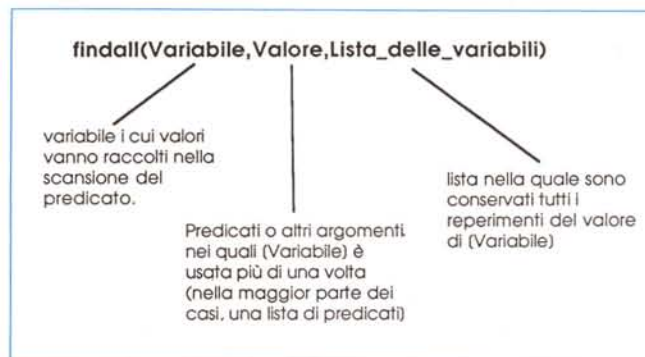 findall(Variabile,Valore,Lista_delle_variabili)
variabile i cui valori
vanno raccolti nella
scansione del
predicato.
Predicati o altri argomenti
nei quali (Variabile) è
usata più di una volta
(nella maggior parte dei
casi, una lista di predicati)
lista nella quale sono
conservati tutti i
reperimenti del valore
di (Variabile)